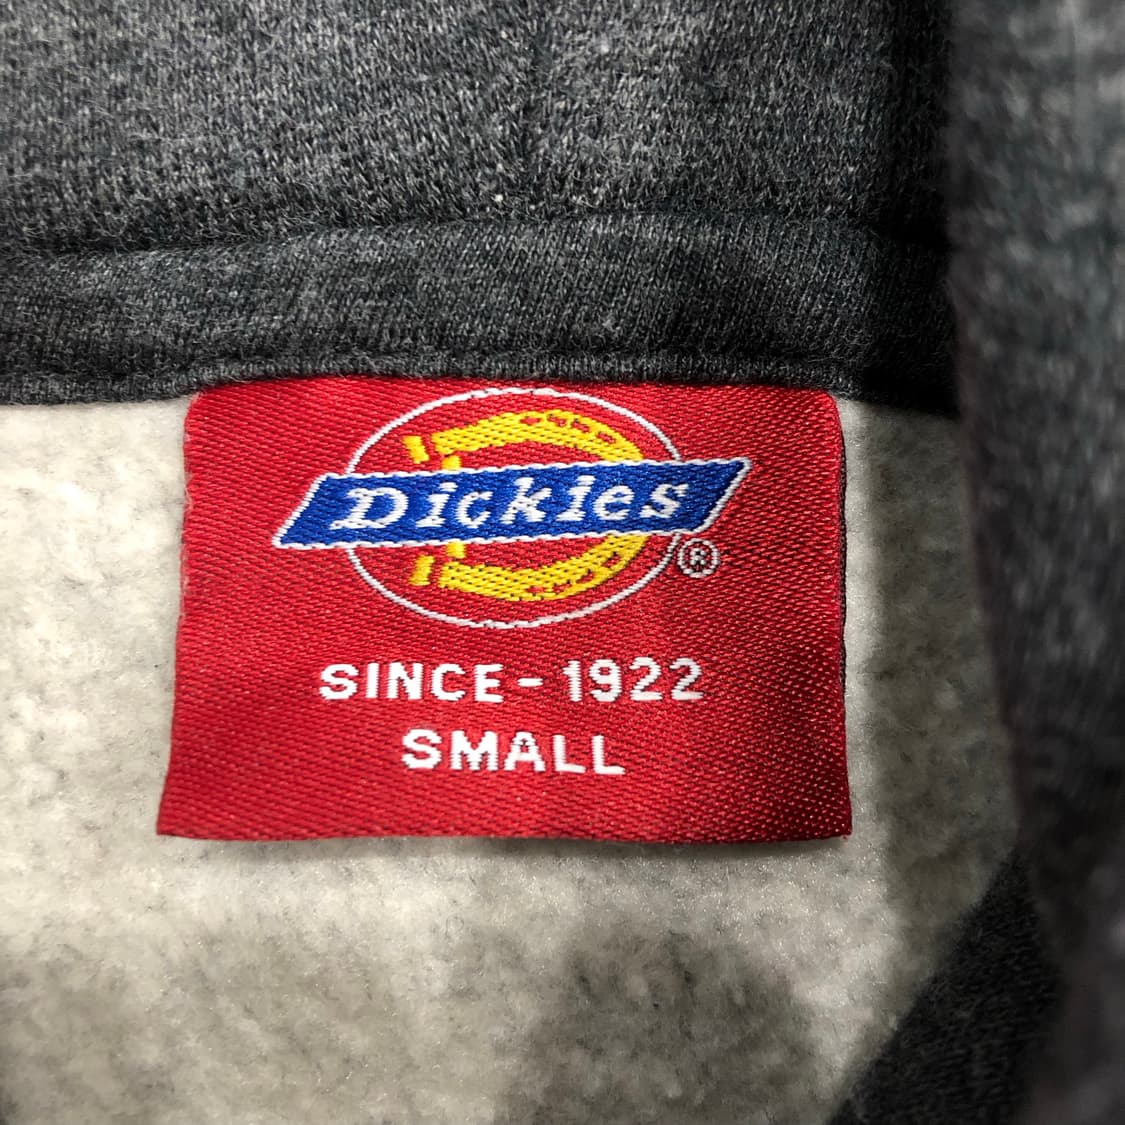 Dickies ®
SINCE - 1922
SMALL